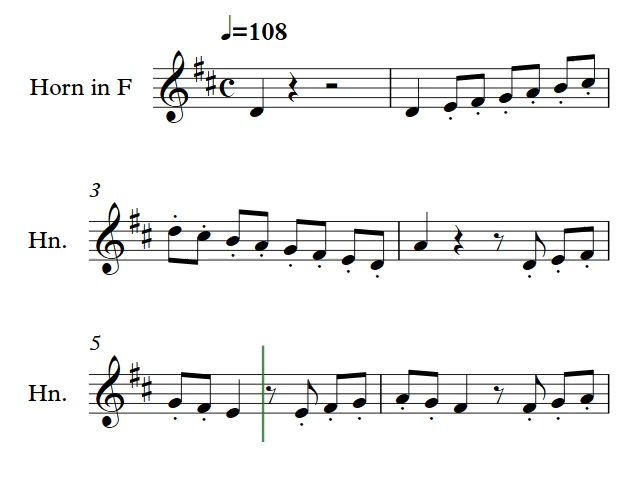 ♩=108
Horn in F
3
Hn.
5
Hn.